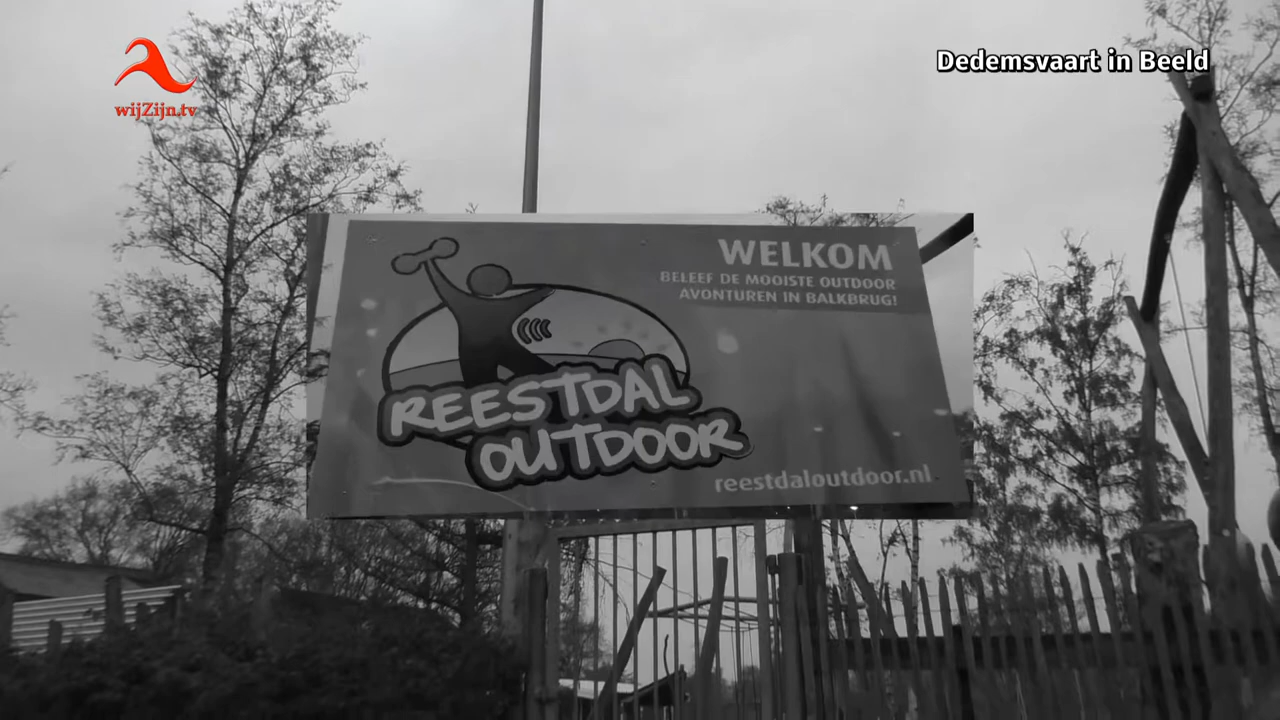 wijZijn.tv
Dedemsvaart in Beeld
WELKOM
BELEEF DE MOOISTE OUTDOOR
AVONTUREN IN BALKBRUG!
REESTDAL
OUTDOOR
reestdaloutdoor.nl